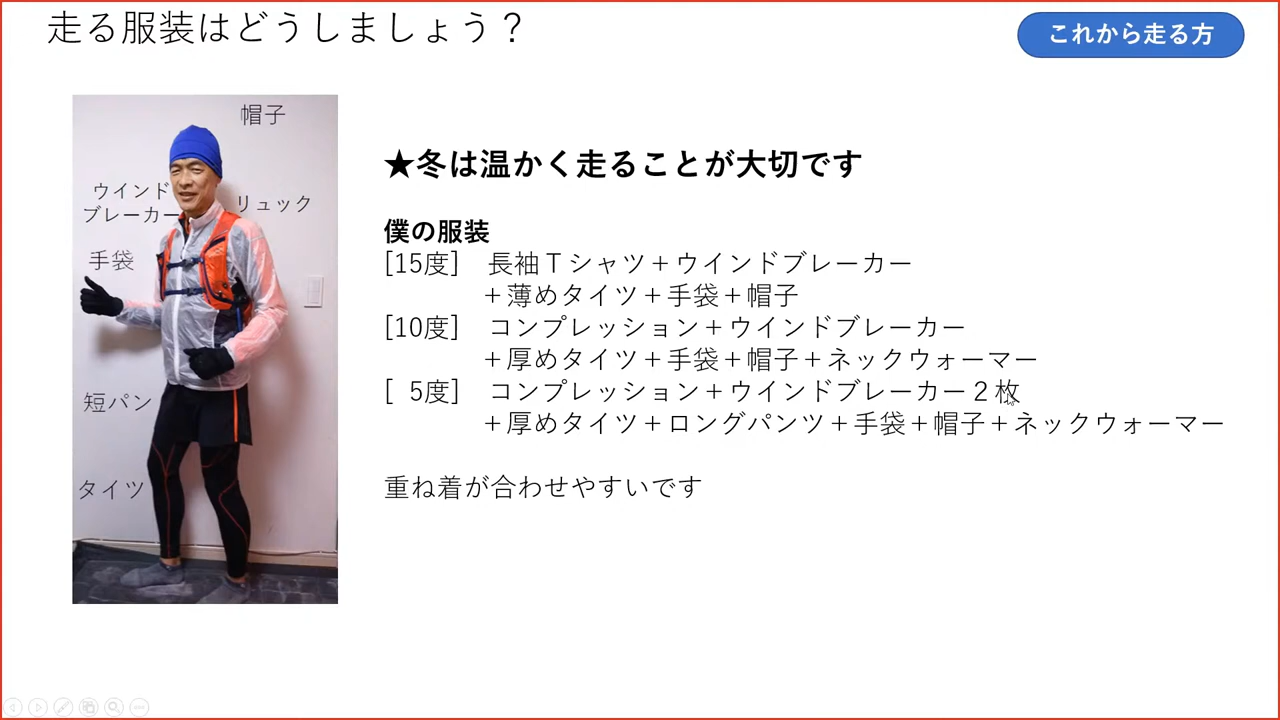 走る服装はどうしましょう？
これから走る方
帽子
ウインド
ブレーカー
リュック
手袋
短パン
タイツ
★冬は温かく走ることが大切です
僕の服装
[15度]　長袖Ｔシャツ＋ウインドブレーカー
＋薄めタイツ＋手袋＋帽子
[10度]　コンプレッション＋ウインドブレーカー
＋厚めタイツ＋手袋＋帽子＋ネックウォーマー
[  5度]　コンプレッション＋ウインドブレーカー２枚
＋厚めタイツ＋ロングパンツ＋手袋＋帽子＋ネックウォーマー
重ね着が合わせやすいです